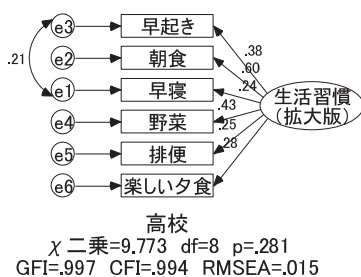 e3
早起き
.21
e2
朝食
e1
早寝
e4
野菜
e5
排便
e6
楽しい夕食
.38
.60
.24
.43
.25
.28
生活習慣
(拡大版)
高校
χ二乗=9.773 df=8 p=.281
GFI=.997 CFI=.994 RMSEA=.015